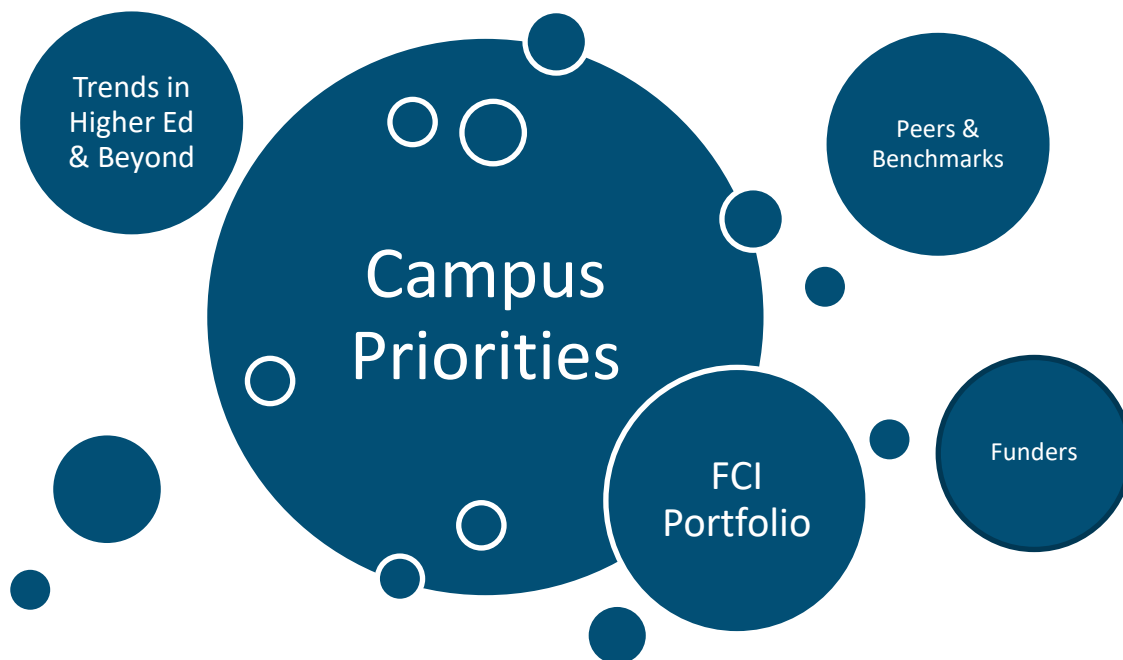 Trends in
Higher Ed
& Beyond
Peers &
Benchmarks
Campus
Priorities
FCI
Portfolio
Funders